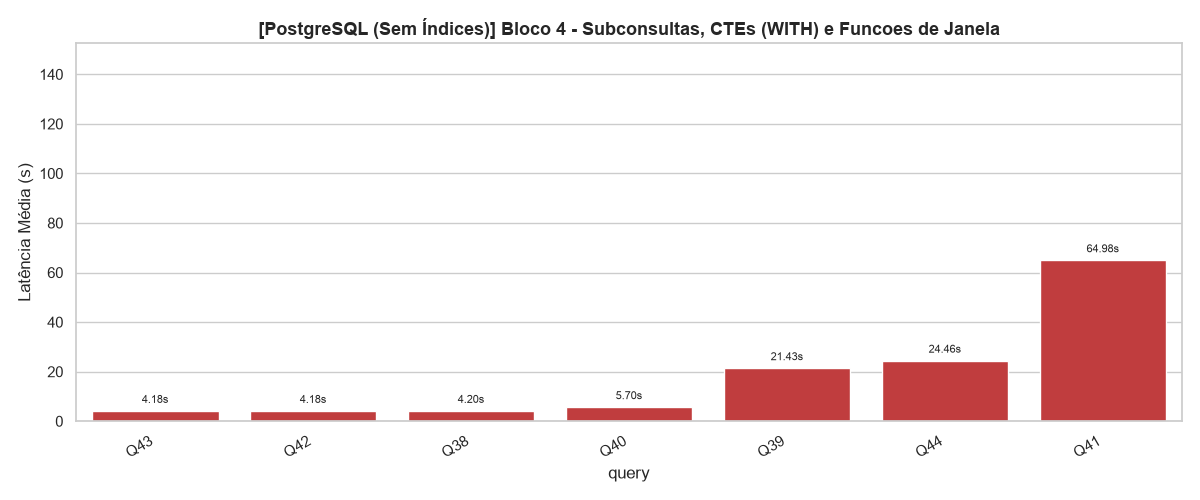 [PostgreSQL (Sem Índices)] Bloco 4 - Subconsultas, CTEs (WITH) e Funcoes de Janela
Latência Média (s)
140
120
100
80
60
40
20
0
4.18s
4.18s
4.20s
5.70s
21.43s
24.46s
64.98s
Q43
Q42
Q38
Q40
Q39
Q44
Q41
query